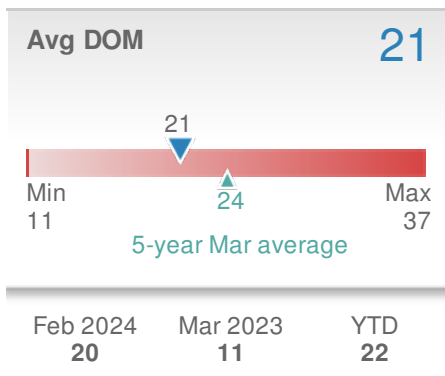 Avg DOM 21
21
Min Max
24
11 37
5-year Mar average
Feb 2024 Mar 2023 YTD
20 11 22